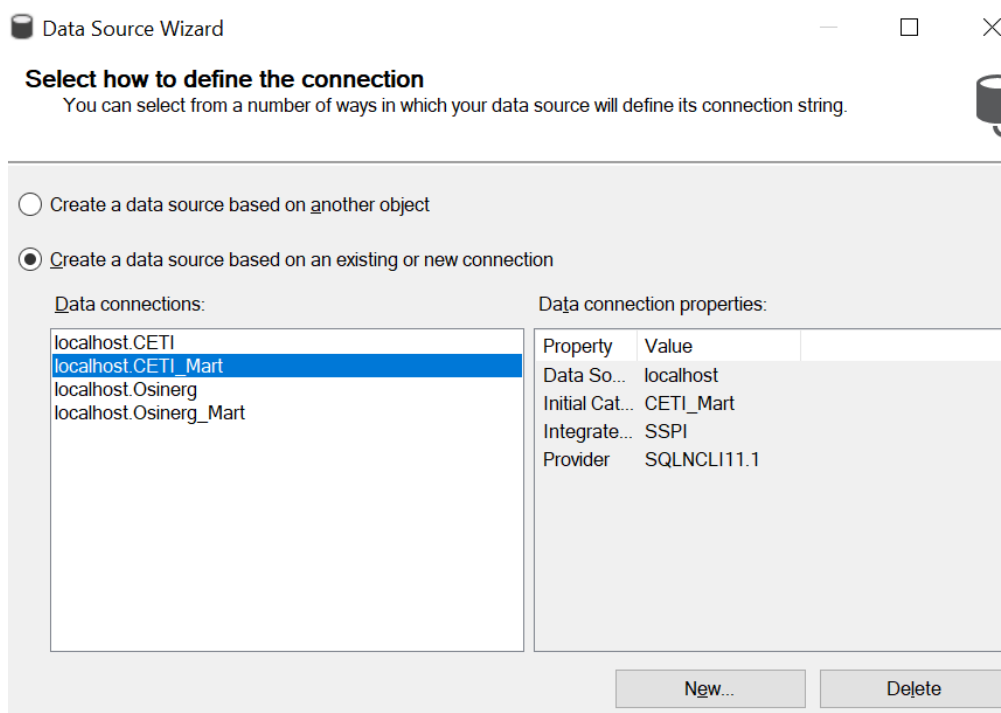 Data Source Wizard
Select how to define the connection
You can select from a number of ways in which your data source will define its connection string.
Create a data source based on another object
Create a data source based on an existing or new connection
Data connections:
localhost.CETI
localhost.CETI_Mart
localhost.Osinerg
localhost.Osinerg_Mart
Data connection properties:
Property Value
Data So... localhost
Initial Cat... CETI_Mart
Integrate... SSPI
Provider SQLNCLI11.1
New... Delete